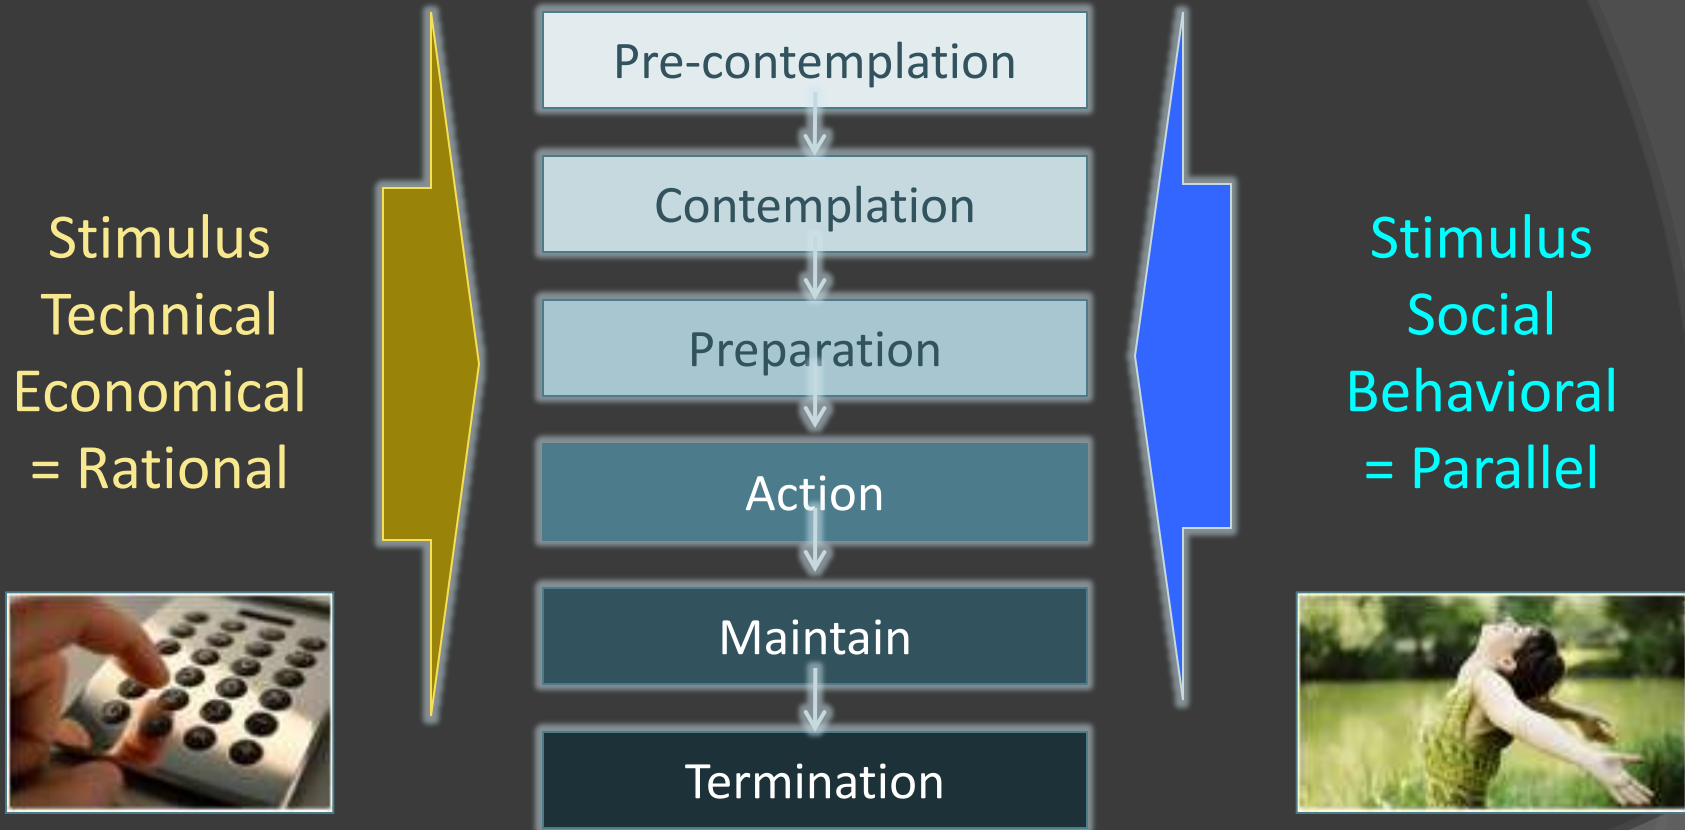 Pre-contemplation
Contemplation
Preparation
Action
Maintain
Termination
Stimulus
Technical
Economical
= Rational
Stimulus
Social
Behavioral
= Parallel